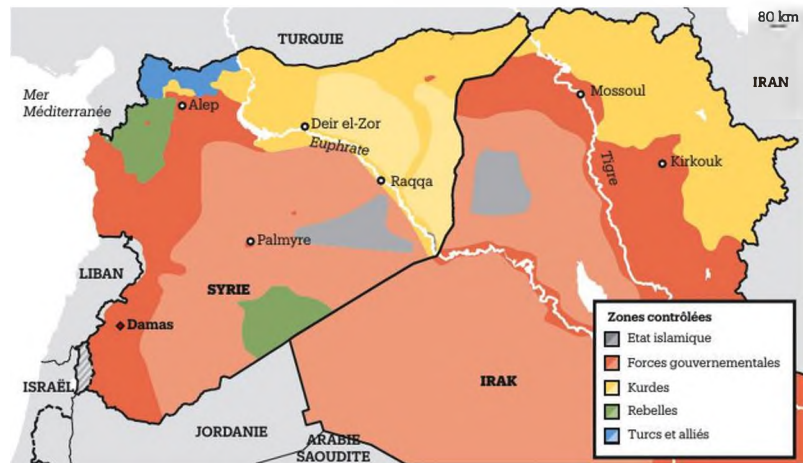 80 km
TURQUIE
IRAN
Mer
Méditerranée
Alep
Mossoul
Deir el-Zor
Euphrate
Tigre
Kirkouk
Raqqa
Palmyre
LIBAN
SYRIE
Damas
ISRAËL
IRAK
JORDANIE
ARABIE
SAOUDITE
Zones contrôlées
Etat islamique
Forces gouvernementales
Kurdes
Rebelles
Turcs et alliés